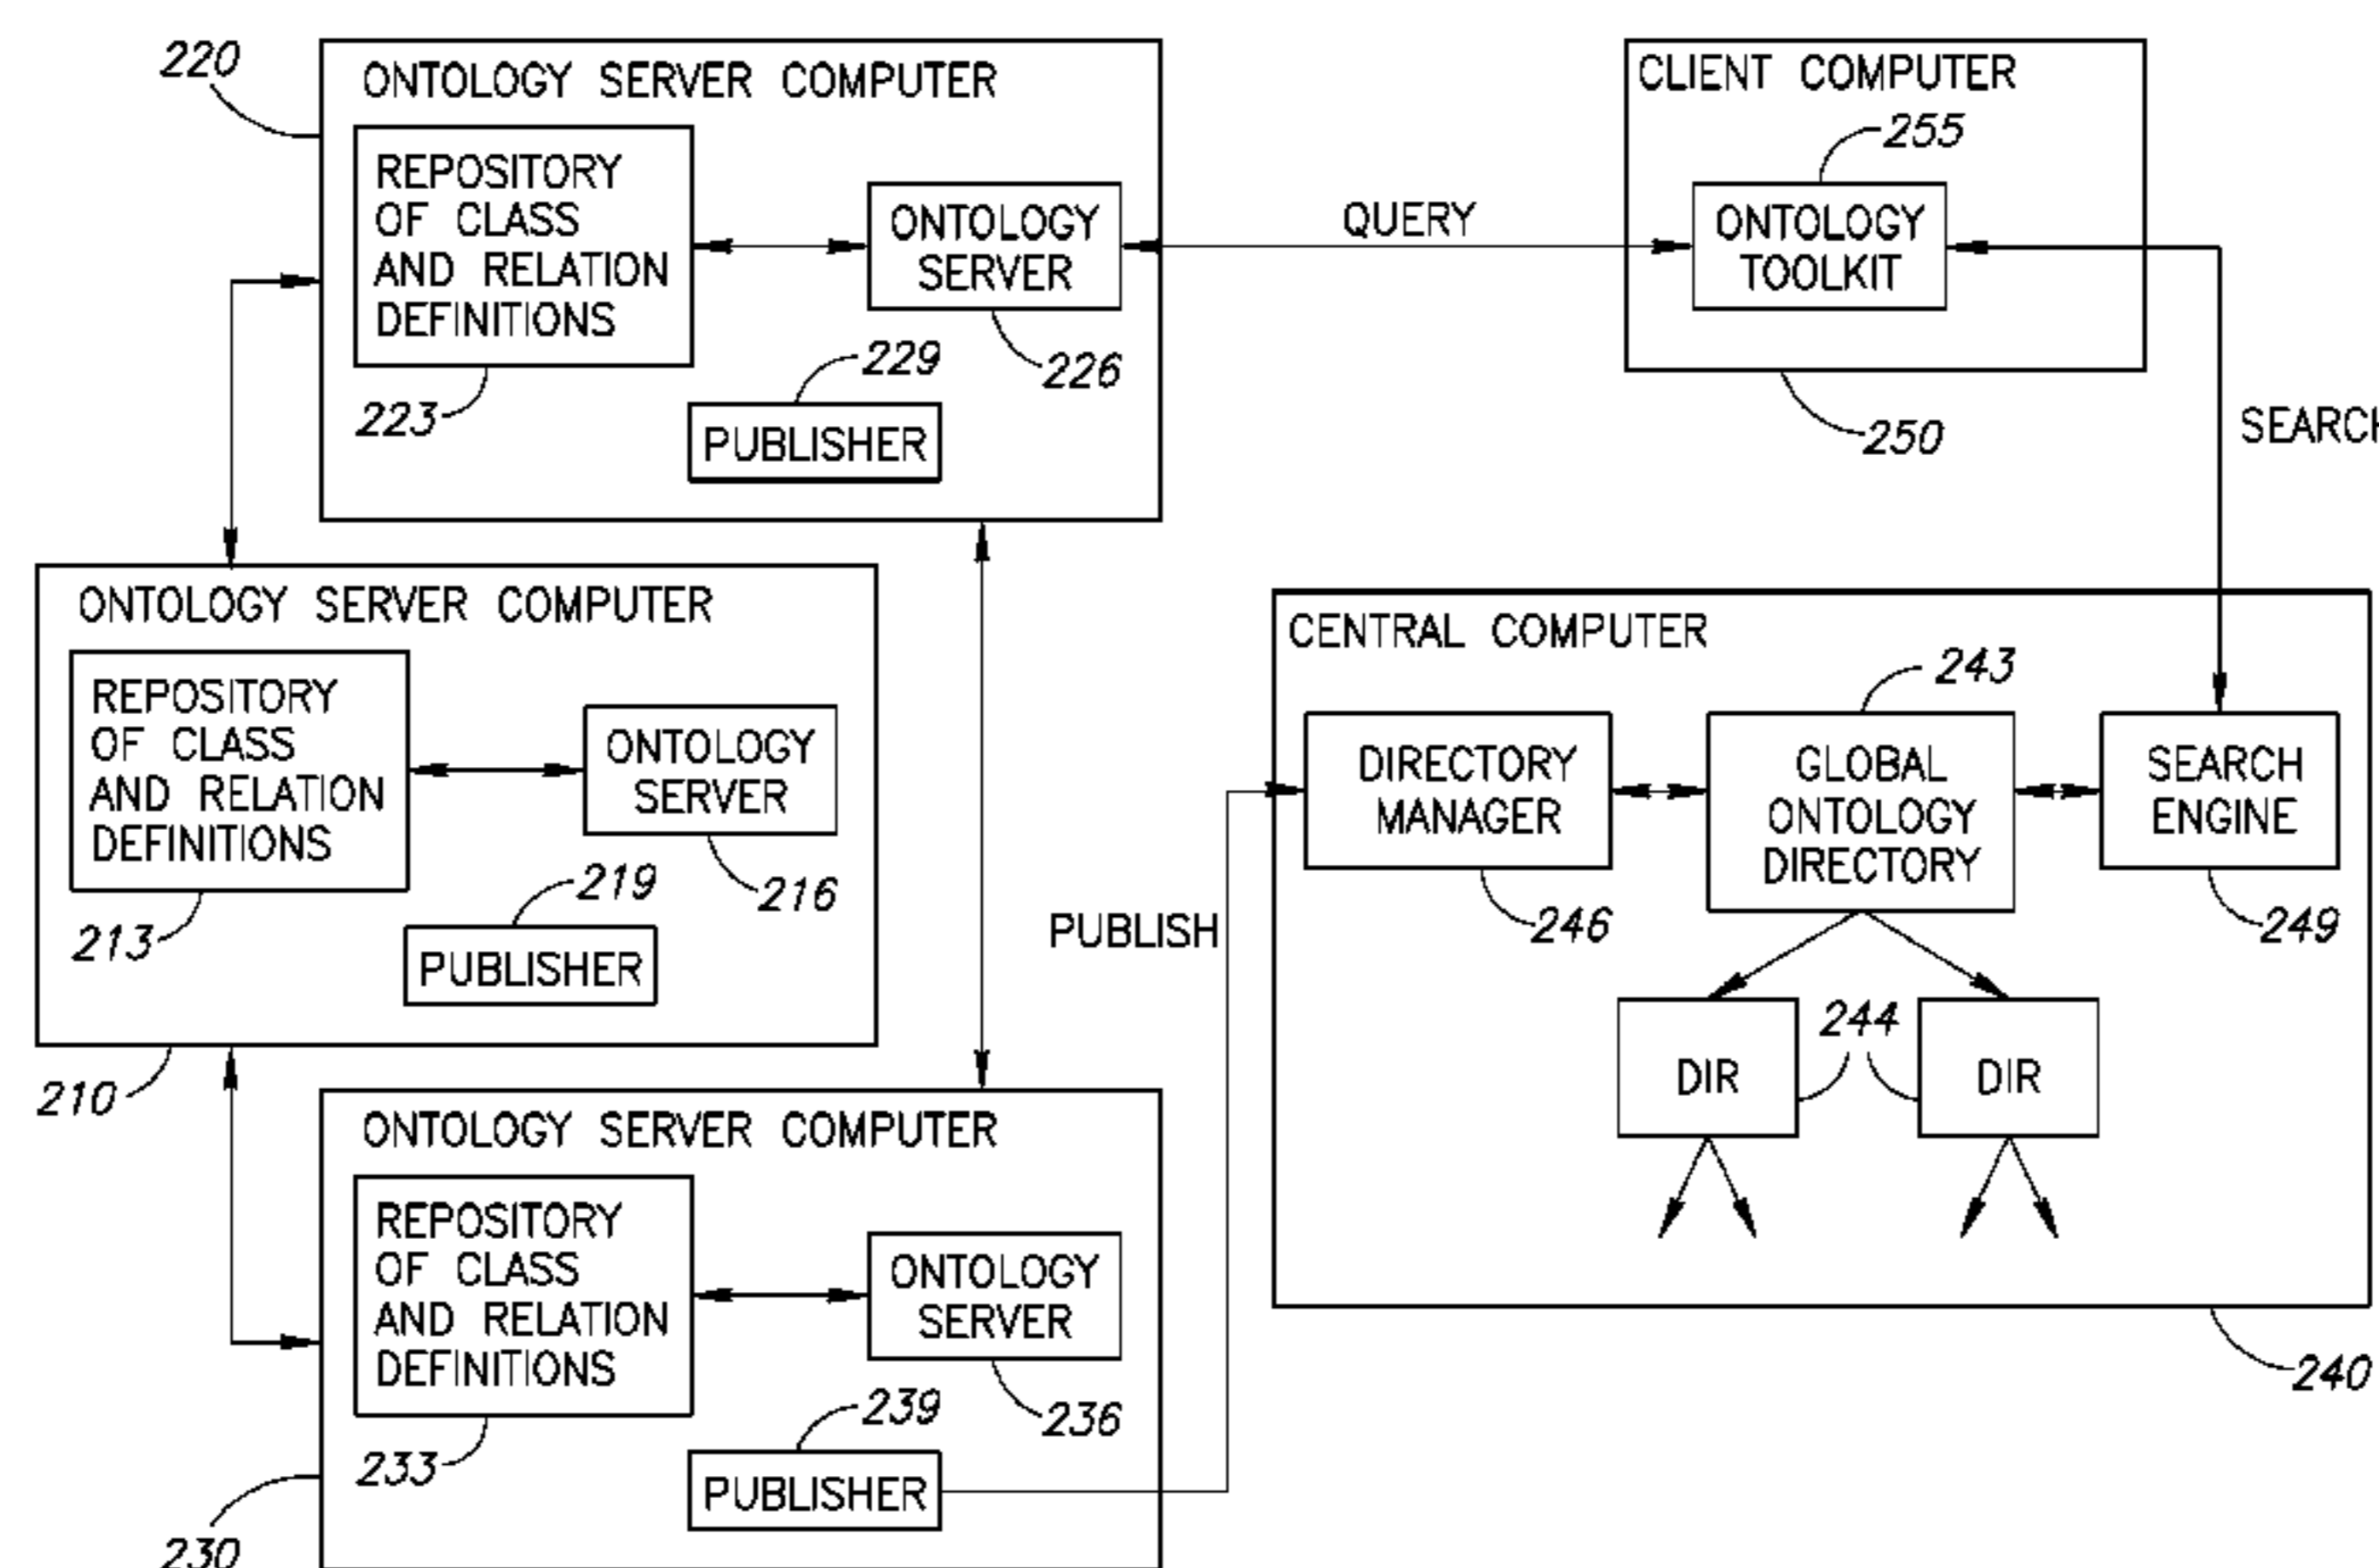 220
ONTOLOGY SERVER COMPUTER
REPOSITORY
OF CLASS
AND RELATION
DEFINITIONS
223
ONTOLOGY
SERVER
226
229
PUBLISHER
QUERY
CLIENT COMPUTER
255
ONTOLOGY
TOOLKIT
250
SEARCH
ONTOLOGY SERVER COMPUTER
REPOSITORY
OF CLASS
AND RELATION
DEFINITIONS
213
ONTOLOGY
SERVER
216
219
PUBLISHER
210
PUBLISH
CENTRAL COMPUTER
243
DIRECTORY
MANAGER
246
GLOBAL
ONTOLOGY
DIRECTORY
SEARCH
ENGINE
249
244
DIR
DIR
240
ONTOLOGY SERVER COMPUTER
REPOSITORY
OF CLASS
AND RELATION
DEFINITIONS
233
ONTOLOGY
SERVER
236
239
PUBLISHER
230